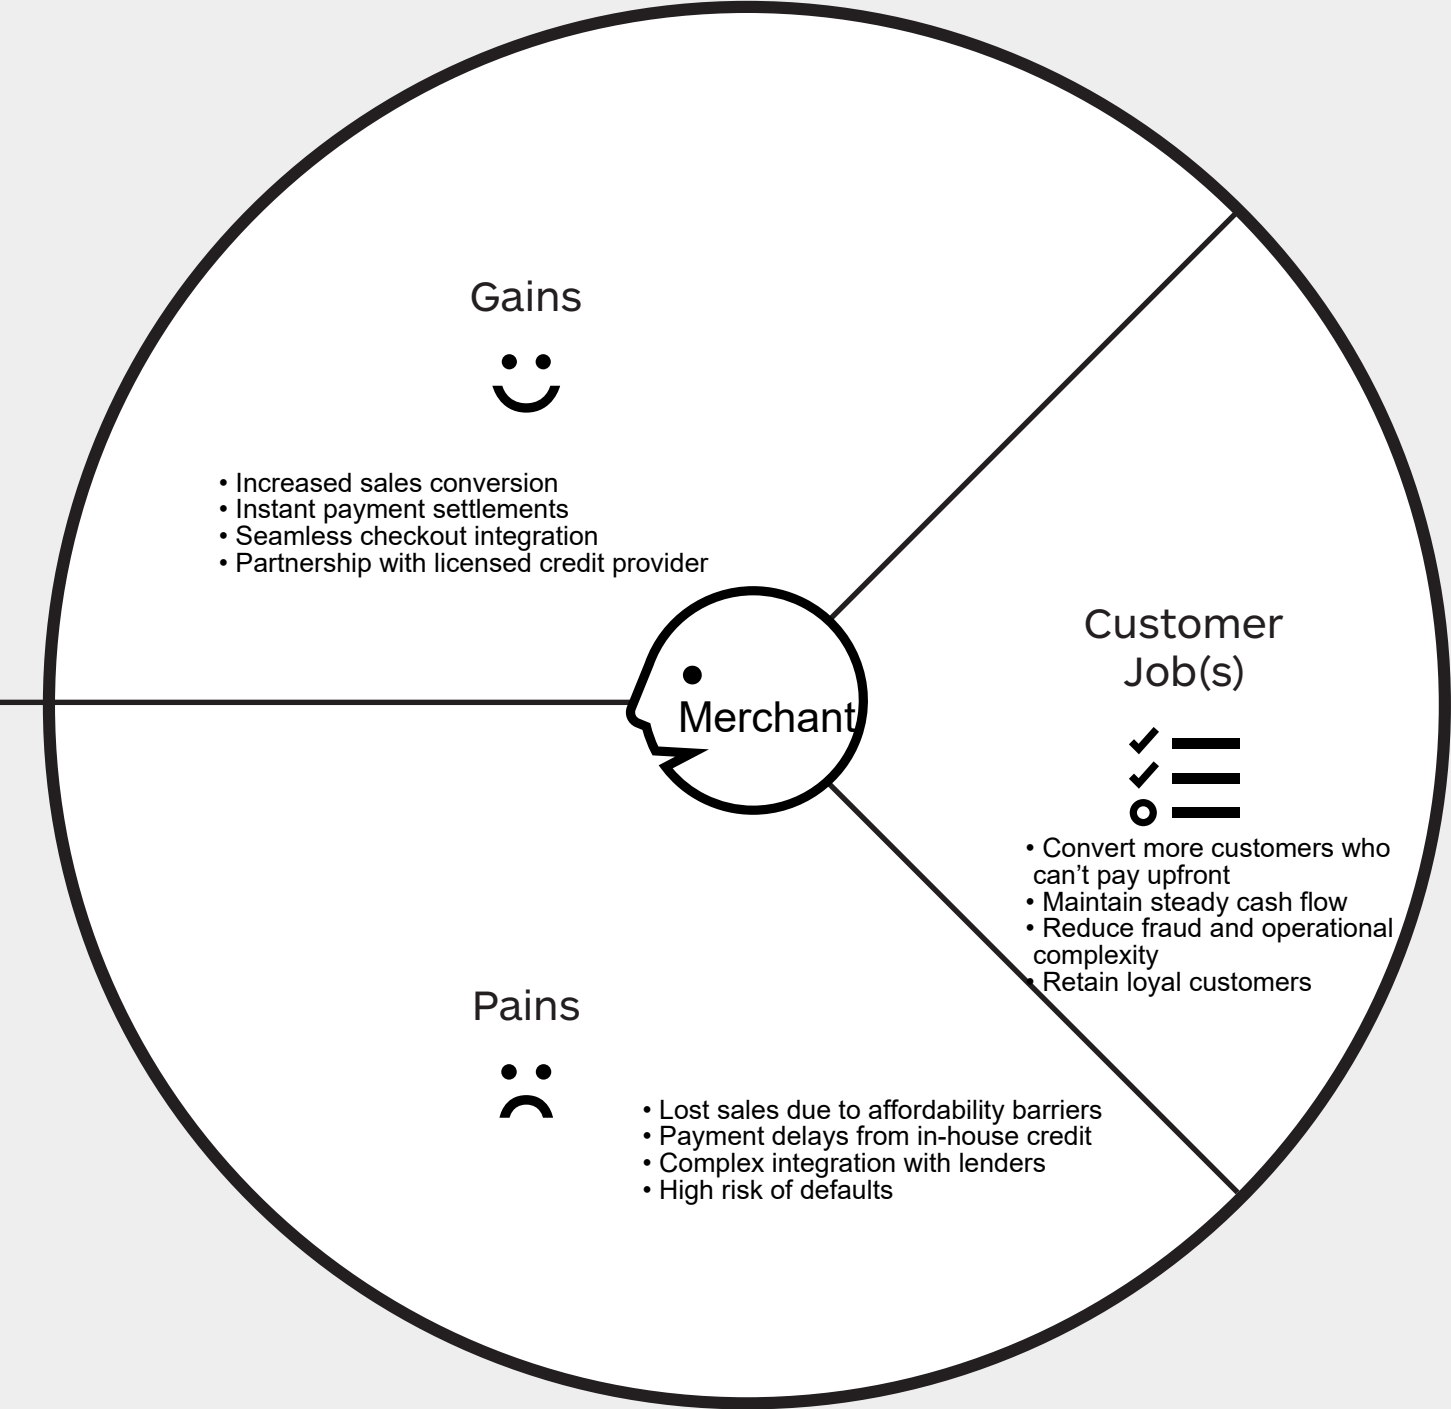 Gains
• Increased sales conversion
• Instant payment settlements
• Seamless checkout integration
• Partnership with licensed credit provider
Merchant
Customer
Job(s)
• Convert more customers who
can’t pay upfront
• Maintain steady cash flow
• Reduce fraud and operational
complexity
• Retain loyal customers
Pains
• Lost sales due to affordability barriers
• Payment delays from in-house credit
• Complex integration with lenders
• High risk of defaults